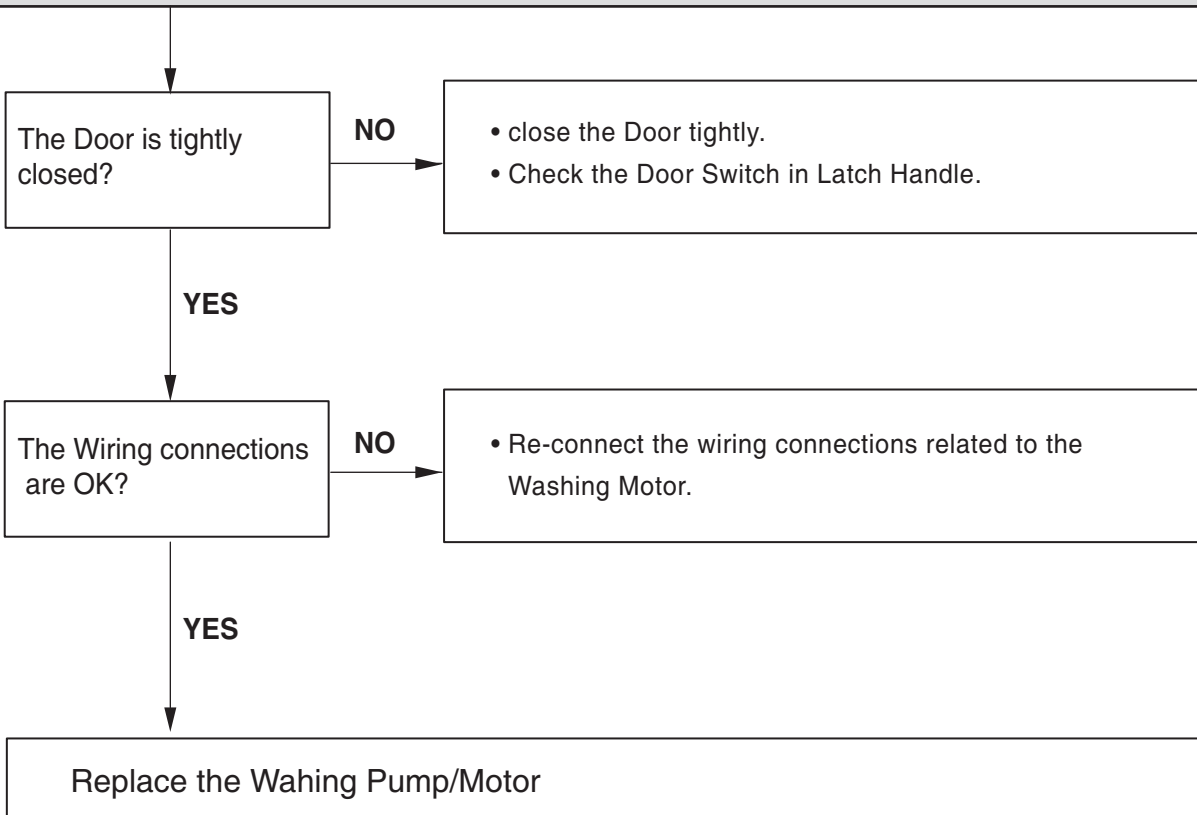 The Door is tightly
closed?
NO
• close the Door tightly.
• Check the Door Switch in Latch Handle.
YES
The Wiring connections
are OK?
NO
• Re-connect the wiring connections related to the
Washing Motor.
YES
Replace the Wahing Pump/Motor